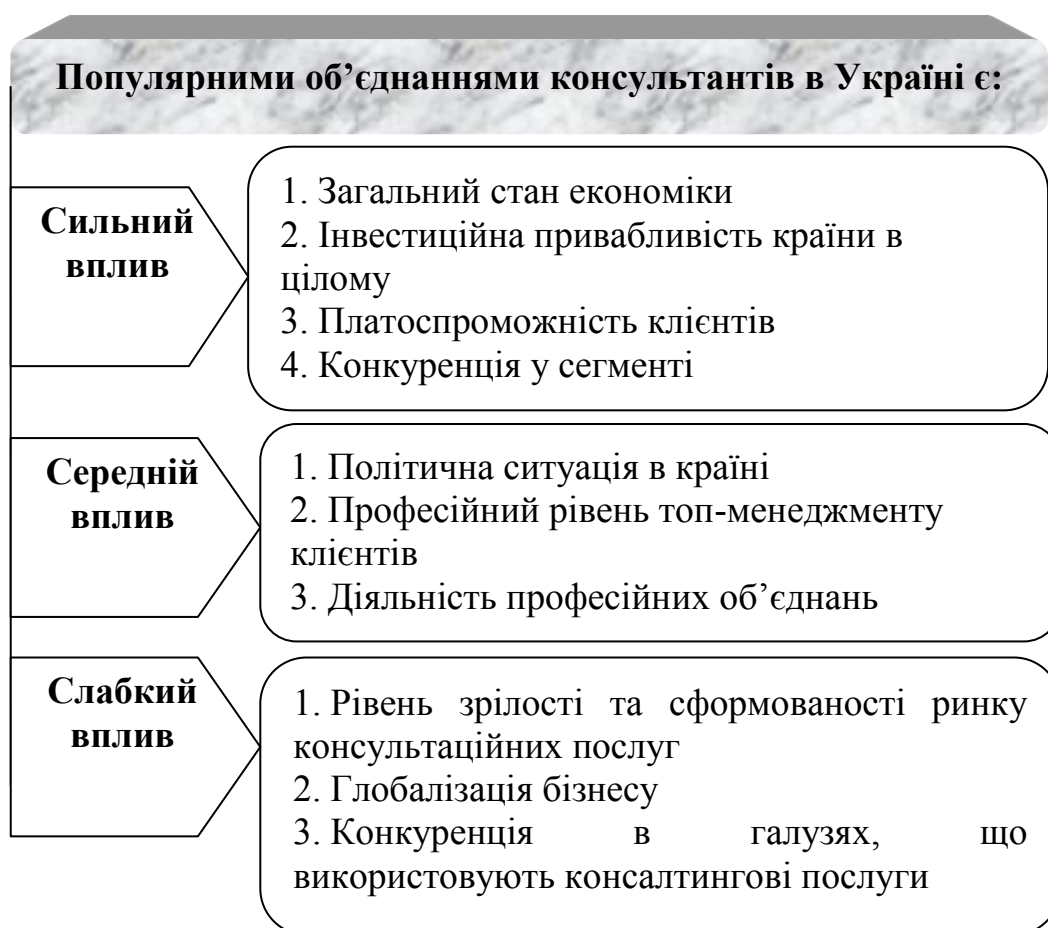 Популярними об’єднаннями консультантів в Україні є:
Сильний
вплив
1. Загальний стан економіки
2. Інвестиційна привабливість країни в
цілому
3. Платоспроможність клієнтів
4. Конкуренція у сегменті
Середній
вплив
1. Політична ситуація в країні
2. Професійний рівень топ-менеджменту
клієнтів
3. Діяльність професійних об’єднань
Слабкий
вплив
1. Рівень зрілості та сформованості ринку
консультаційних послуг
2. Глобалізація бізнесу
3. Конкуренція в галузях, що
використовують консалтингові послуги